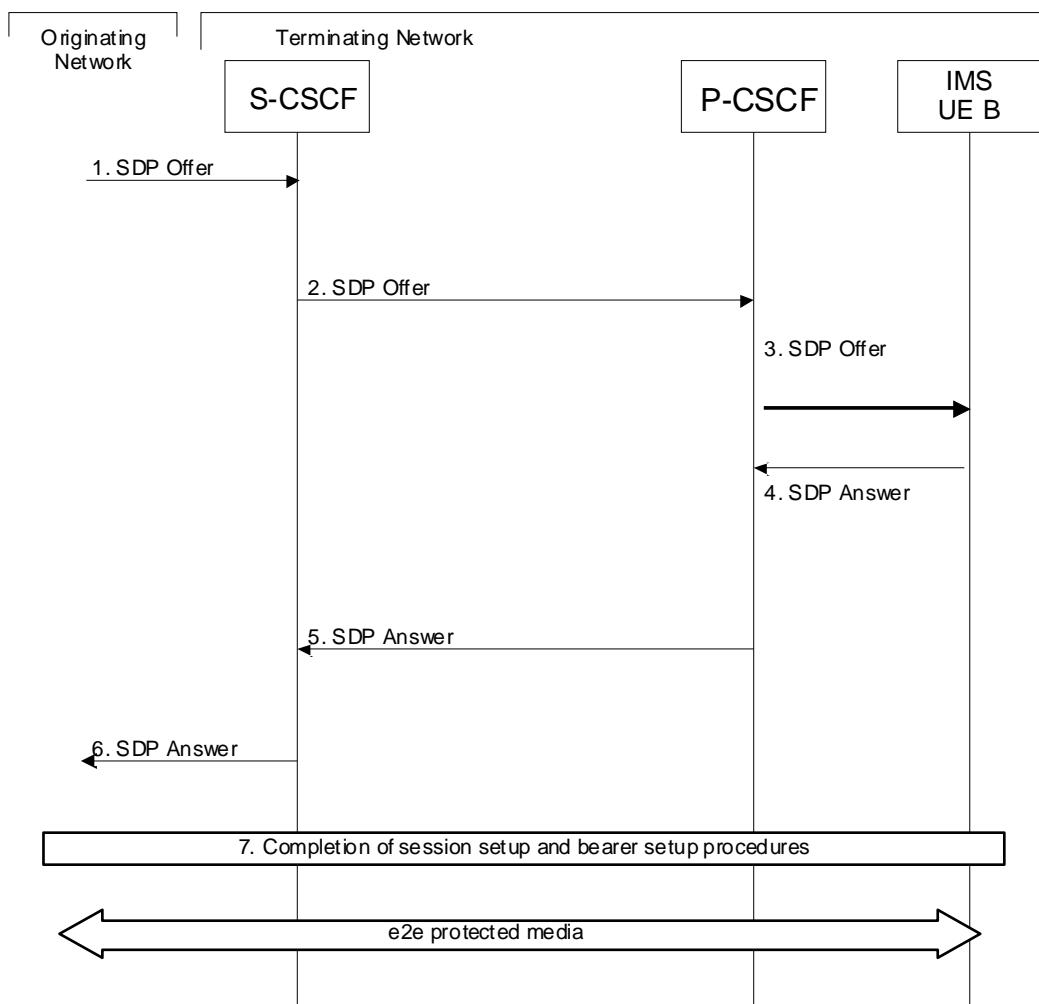 Originating
Network
Terminating Network
S-CSCF
P-CSCF
IMS
UE B
1. SDP Offer
2. SDP Offer
3. SDP Offer
4. SDP Answer
5. SDP Answer
6. SDP Answer
7. Completion of session setup and bearer setup procedures
e2e protected media